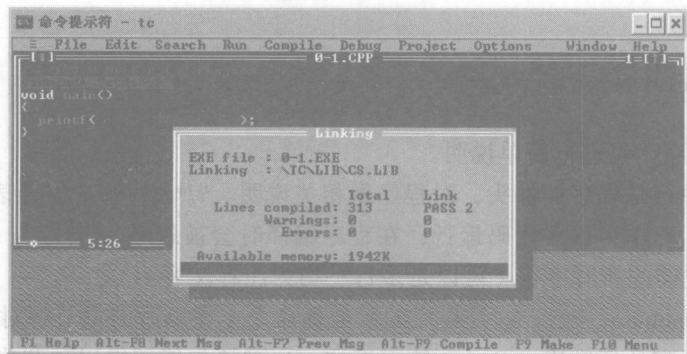 命令提示符 - tc
≡ File Edit Search Run Compile Debug Project Options Window Help
0-1.CPP 1=[↕]
void main()
{
printf( );
}
Linking
EXE file : 0-1.EXE
Linking : \TC\LIB\CS.LIB
Total Link
Lines compiled: 313 PASS 2
Warnings: 0 0
Errors: 0 0
Available memory: 1942K
5:26
F1 Help Alt-F8 Next Msg Alt-F7 Prev Msg Alt-F9 Compile F9 Make F10 Menu